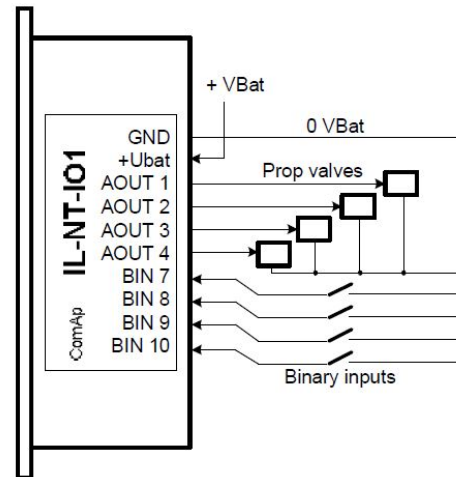 + VBat
0 VBat
GND
+Ubat
Prop valves
AOUT 1
AOUT 2
AOUT 3
AOUT 4
BIN 7
BIN 8
BIN 9
BIN 10
Binary inputs
IL-NT-IO1
ComAp